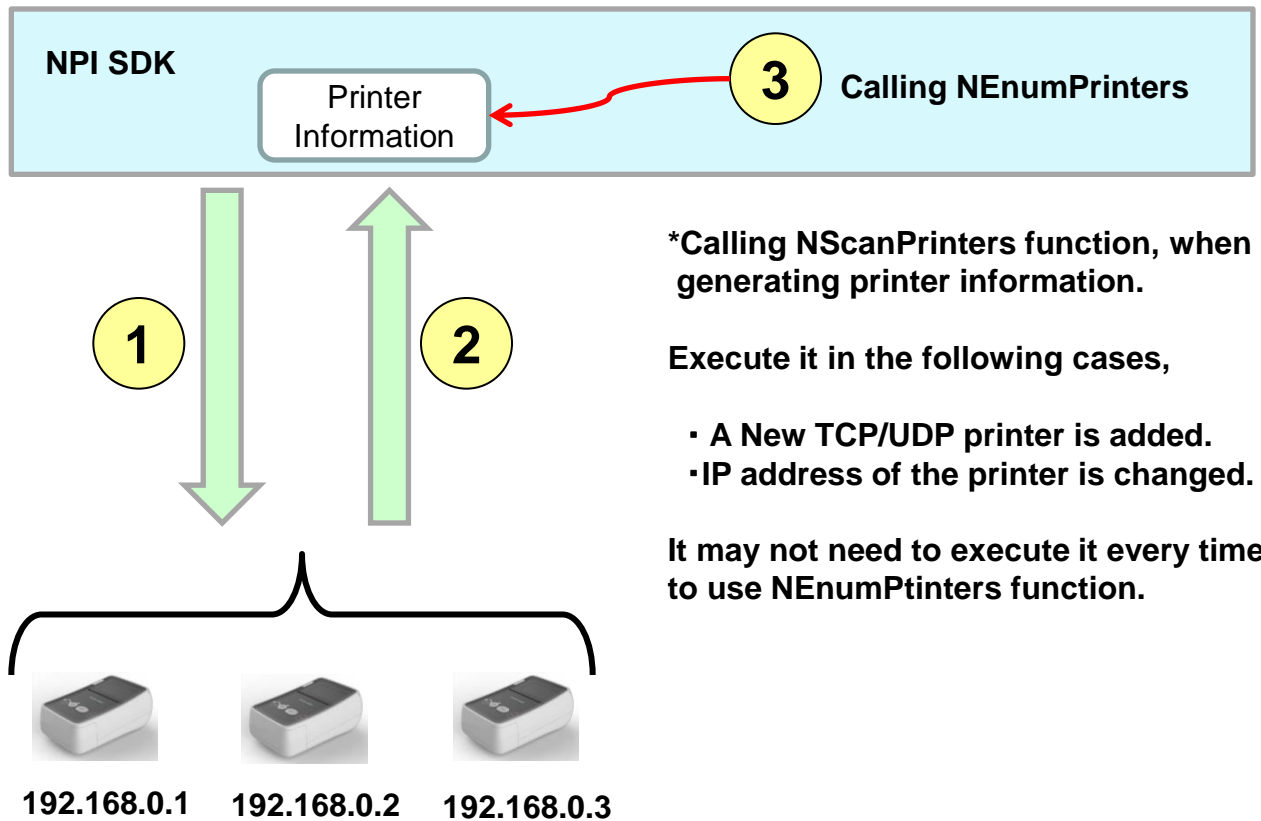 NPI SDK
Printer
Information
3
Calling NEnumPrinters
1
2
*Calling NScanPrinters function, when
generating printer information.
Execute it in the following cases,
・ A New TCP/UDP printer is added.
・IP address of the printer is changed.
It may not need to execute it every time
to use NEnumPtinters function.
192.168.0.1
192.168.0.2
192.168.0.3